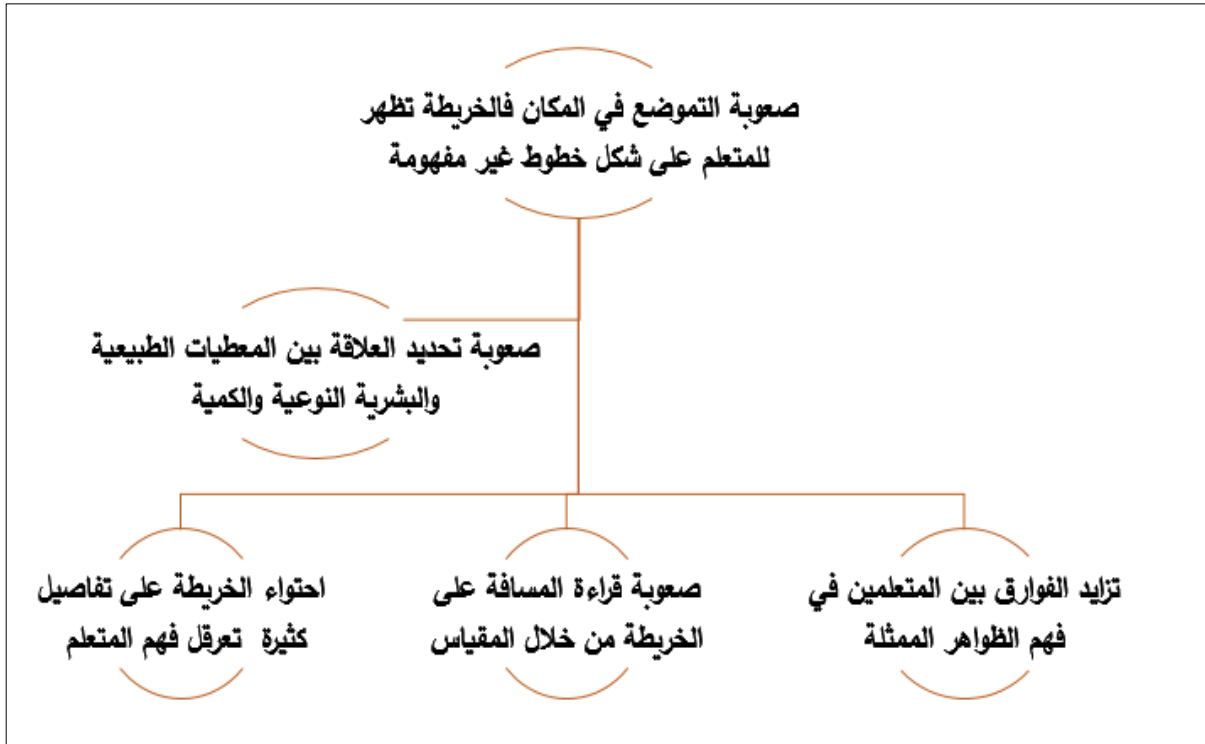 صعوبة التموضع في المكان فالخريطة تظهر
للمتعلم على شكل خطوط غير مفهومة
صعوبة تحديد العلاقة بين المعطيات الطبيعية
والبشرية النوعية والكمية
تزايد الفوارق بين المتعلمين في
فهم الظواهر الممثلة
صعوبة قراءة المسافة على
الخريطة من خلال المقياس
احتواء الخريطة على تفاصيل
كثيرة تعرقل فهم المتعلم